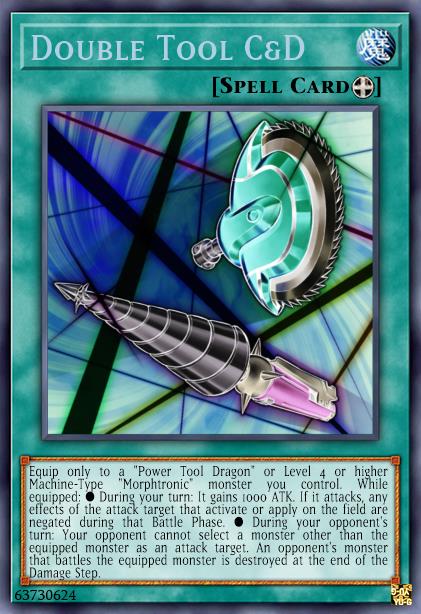 DOUBLE TOOL C&D
魔
[SPELL CARD]
Equip only to a "Power Tool Dragon" or Level 4 or higher
Machine-Type "Morphtronic" monster you control. While
equipped: ● During your turn: It gains 1000 ATK. If it attacks, any
effects of the attack target that activate or apply on the field are
negated during that Battle Phase. ● During your opponent's
turn: Your opponent cannot select a monster other than the
equipped monster as an attack target. An opponent's monster
that battles the equipped monster is destroyed at the end of the
Damage Step.
63730624